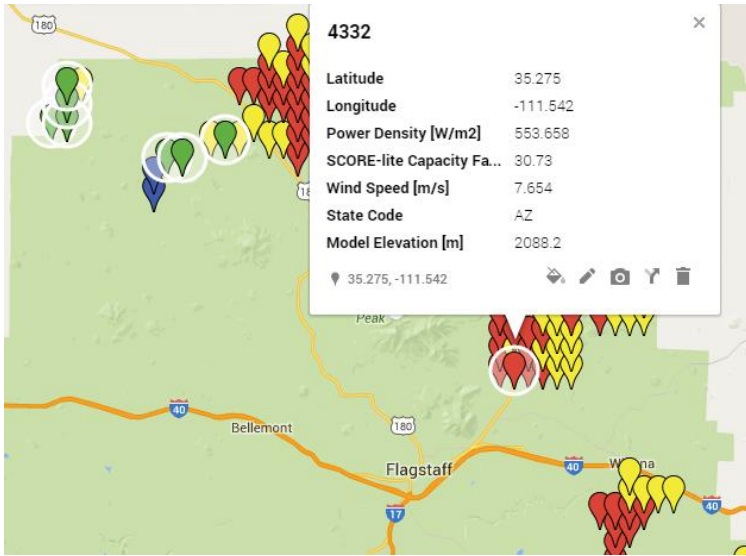 180
4332
Latitude 35.275
Longitude -111.542
Power Density [W/m2] 553.658
SCORE-lite Capacity Fa... 30.73
Wind Speed [m/s] 7.654
State Code AZ
Model Elevation [m] 2088.2
35.275, -111.542
Peak
40
Bellemont
180
Flagstaff
40
40
17